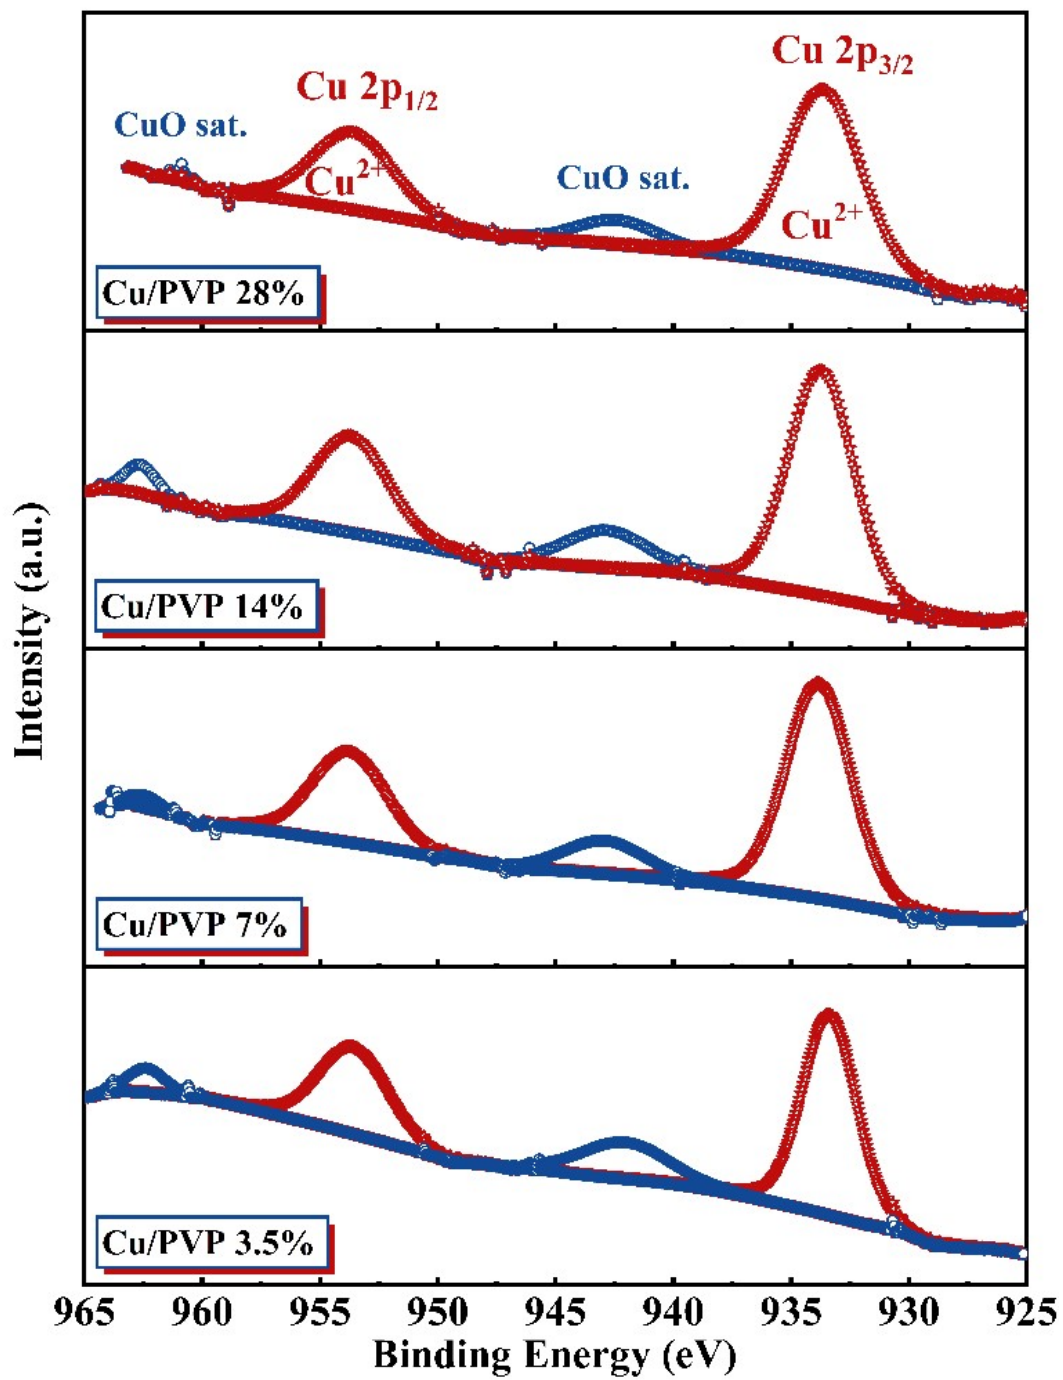 Cu 2p3/2
Cu 2p1/2
CuO sat.
CuO sat.
Cu2+
Cu2+
Cu/PVP 28%
Cu/PVP 14%
Cu/PVP 7%
Cu/PVP 3.5%
Intensity (a.u.)
965 960 955 950 945 940 935 930 925
Binding Energy (eV)